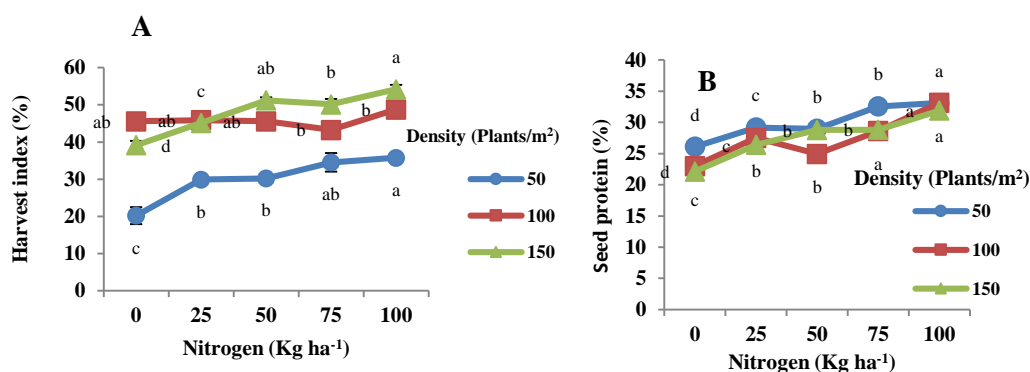 A
Harvest index (%)
60
50
40
30
20
10
0
a
ab
b
c
ab
ab
ab
b
b
d
c
b
b
ab
a
0 25 50 75 100
Nitrogen (Kg ha⁻¹)
Density (Plants/m²)
50
100
150
B
Seed protein (%)
40
35
30
25
20
15
10
5
0
a
b
b
c
d
a
b
b
c
d
a
a
b
b
c
0 25 50 75 100
Nitrogen (Kg ha⁻¹)
Density (Plants/m²)
50
100
150